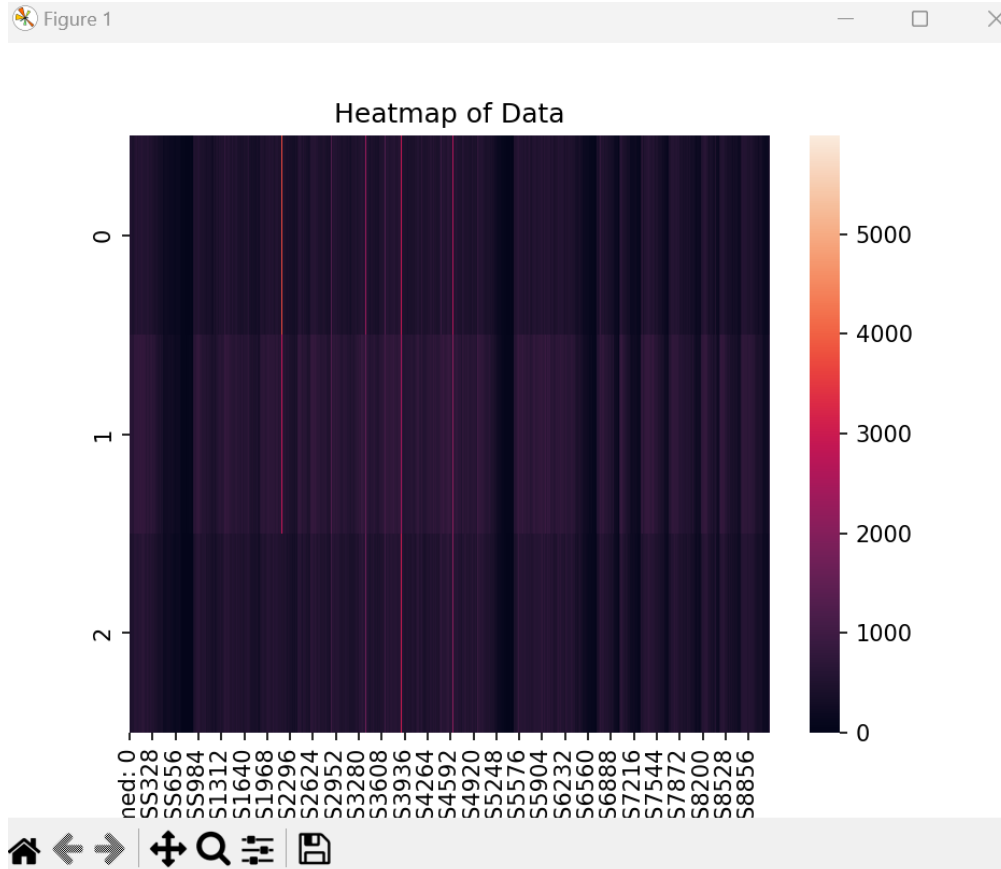 Figure 1
Heatmap of Data
0
1
2
5000
4000
3000
2000
1000
0
ned: 0
SS328
SS656
SS984
S1312
S1640
S1968
S2296
S2624
S2952
S3280
S3608
S3936
S4264
S4592
S4920
S5248
S5576
S5904
S6232
S6560
S6888
S7216
S7544
S7872
S8200
S8528
S8856